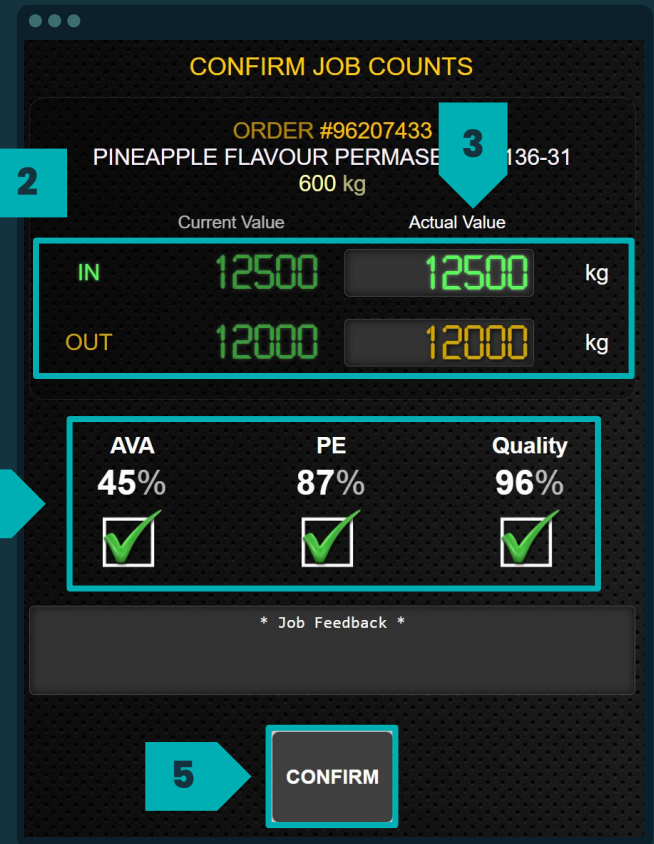 CONFIRM JOB COUNTS
ORDER #96207433
3
PINEAPPLE FLAVOUR 136-31
2
600 kg
Current Value Actual Value
IN 12500 12500 kg
OUT 12000 12000 kg
AVA PE Quality
45% 87% 96%
* Job Feedback *
5
CONFIRM